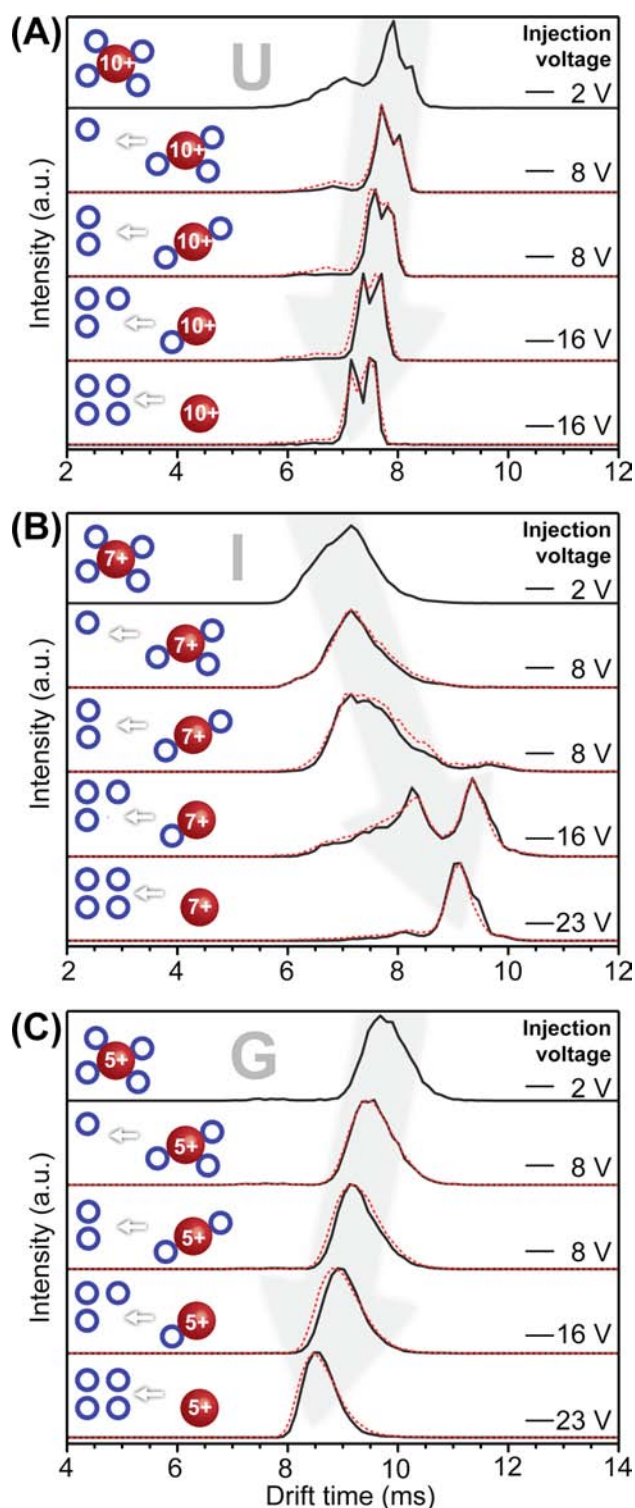 (A)
10+
U
Injection
voltage
— 2 V
10+
— 8 V
10+
— 8 V
10+
—16 V
10+
—16 V
Intensity (a.u.)
2 4 6 8 10 12
(B)
7+
I
Injection
voltage
— 2 V
7+
— 8 V
7+
— 8 V
7+
—16 V
7+
—23 V
Intensity (a.u.)
2 4 6 8 10 12
(C)
5+
G
Injection
voltage
— 2 V
5+
— 8 V
5+
— 8 V
5+
—16 V
5+
—23 V
Intensity (a.u.)
4 6 8 10 12 14
Drift time (ms)